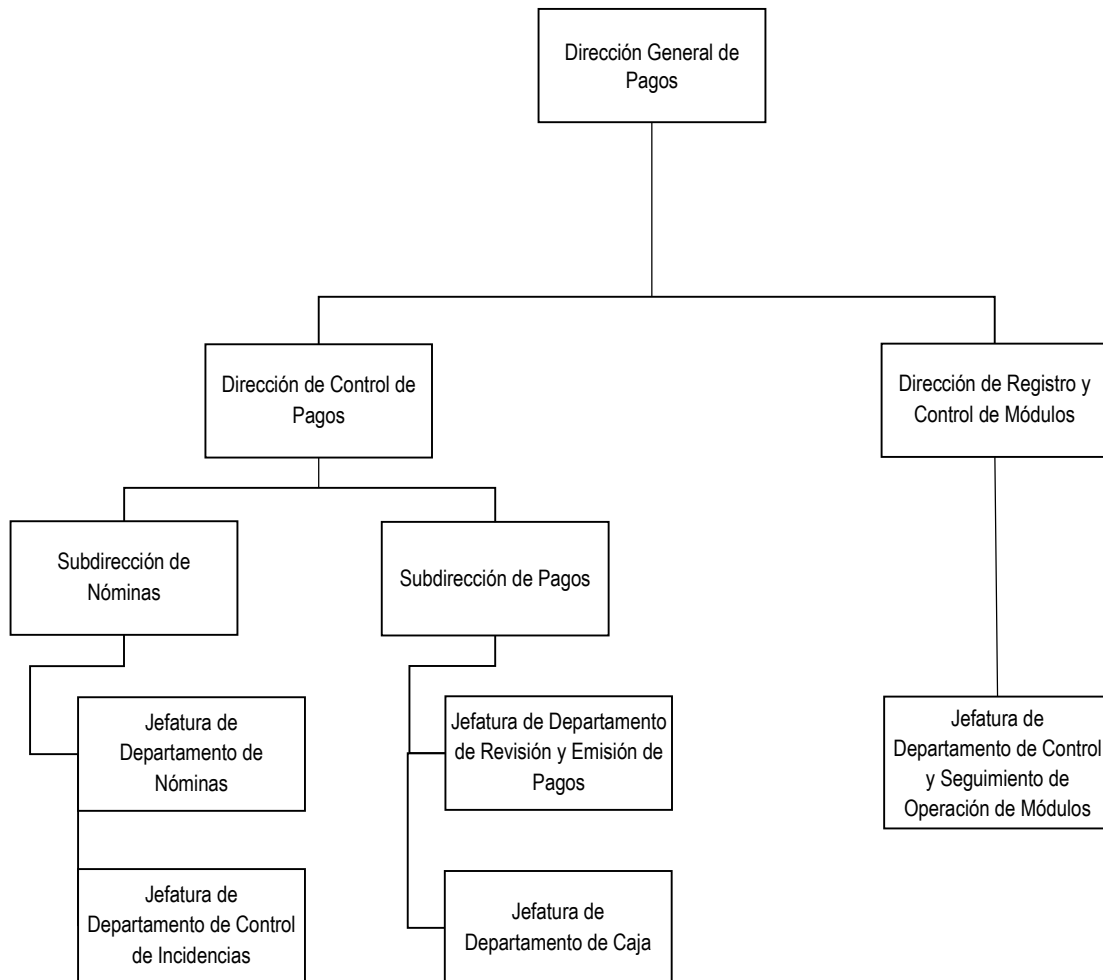 Dirección General de
Pagos
Dirección de Control de
Pagos
Dirección de Registro y
Control de Módulos
Subdirección de
Nóminas
Subdirección de Pagos
Jefatura de
Departamento de
Nóminas
Jefatura de Departamento
de Revisión y Emisión de
Pagos
Jefatura de
Departamento de Control
y Seguimiento de
Operación de Módulos
Jefatura de
Departamento de Control
de Incidencias
Jefatura de
Departamento de Caja